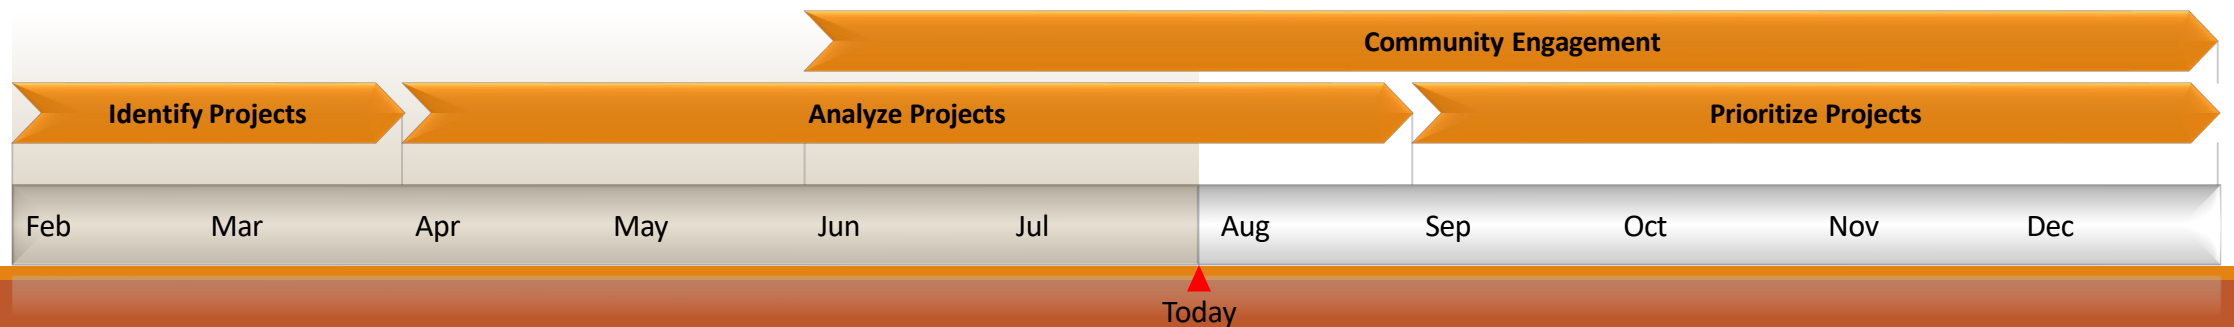 Community Engagement
Identify Projects Analyze Projects Prioritize Projects
Feb Mar Apr May Jun Jul Aug Sep Oct Nov Dec
Today